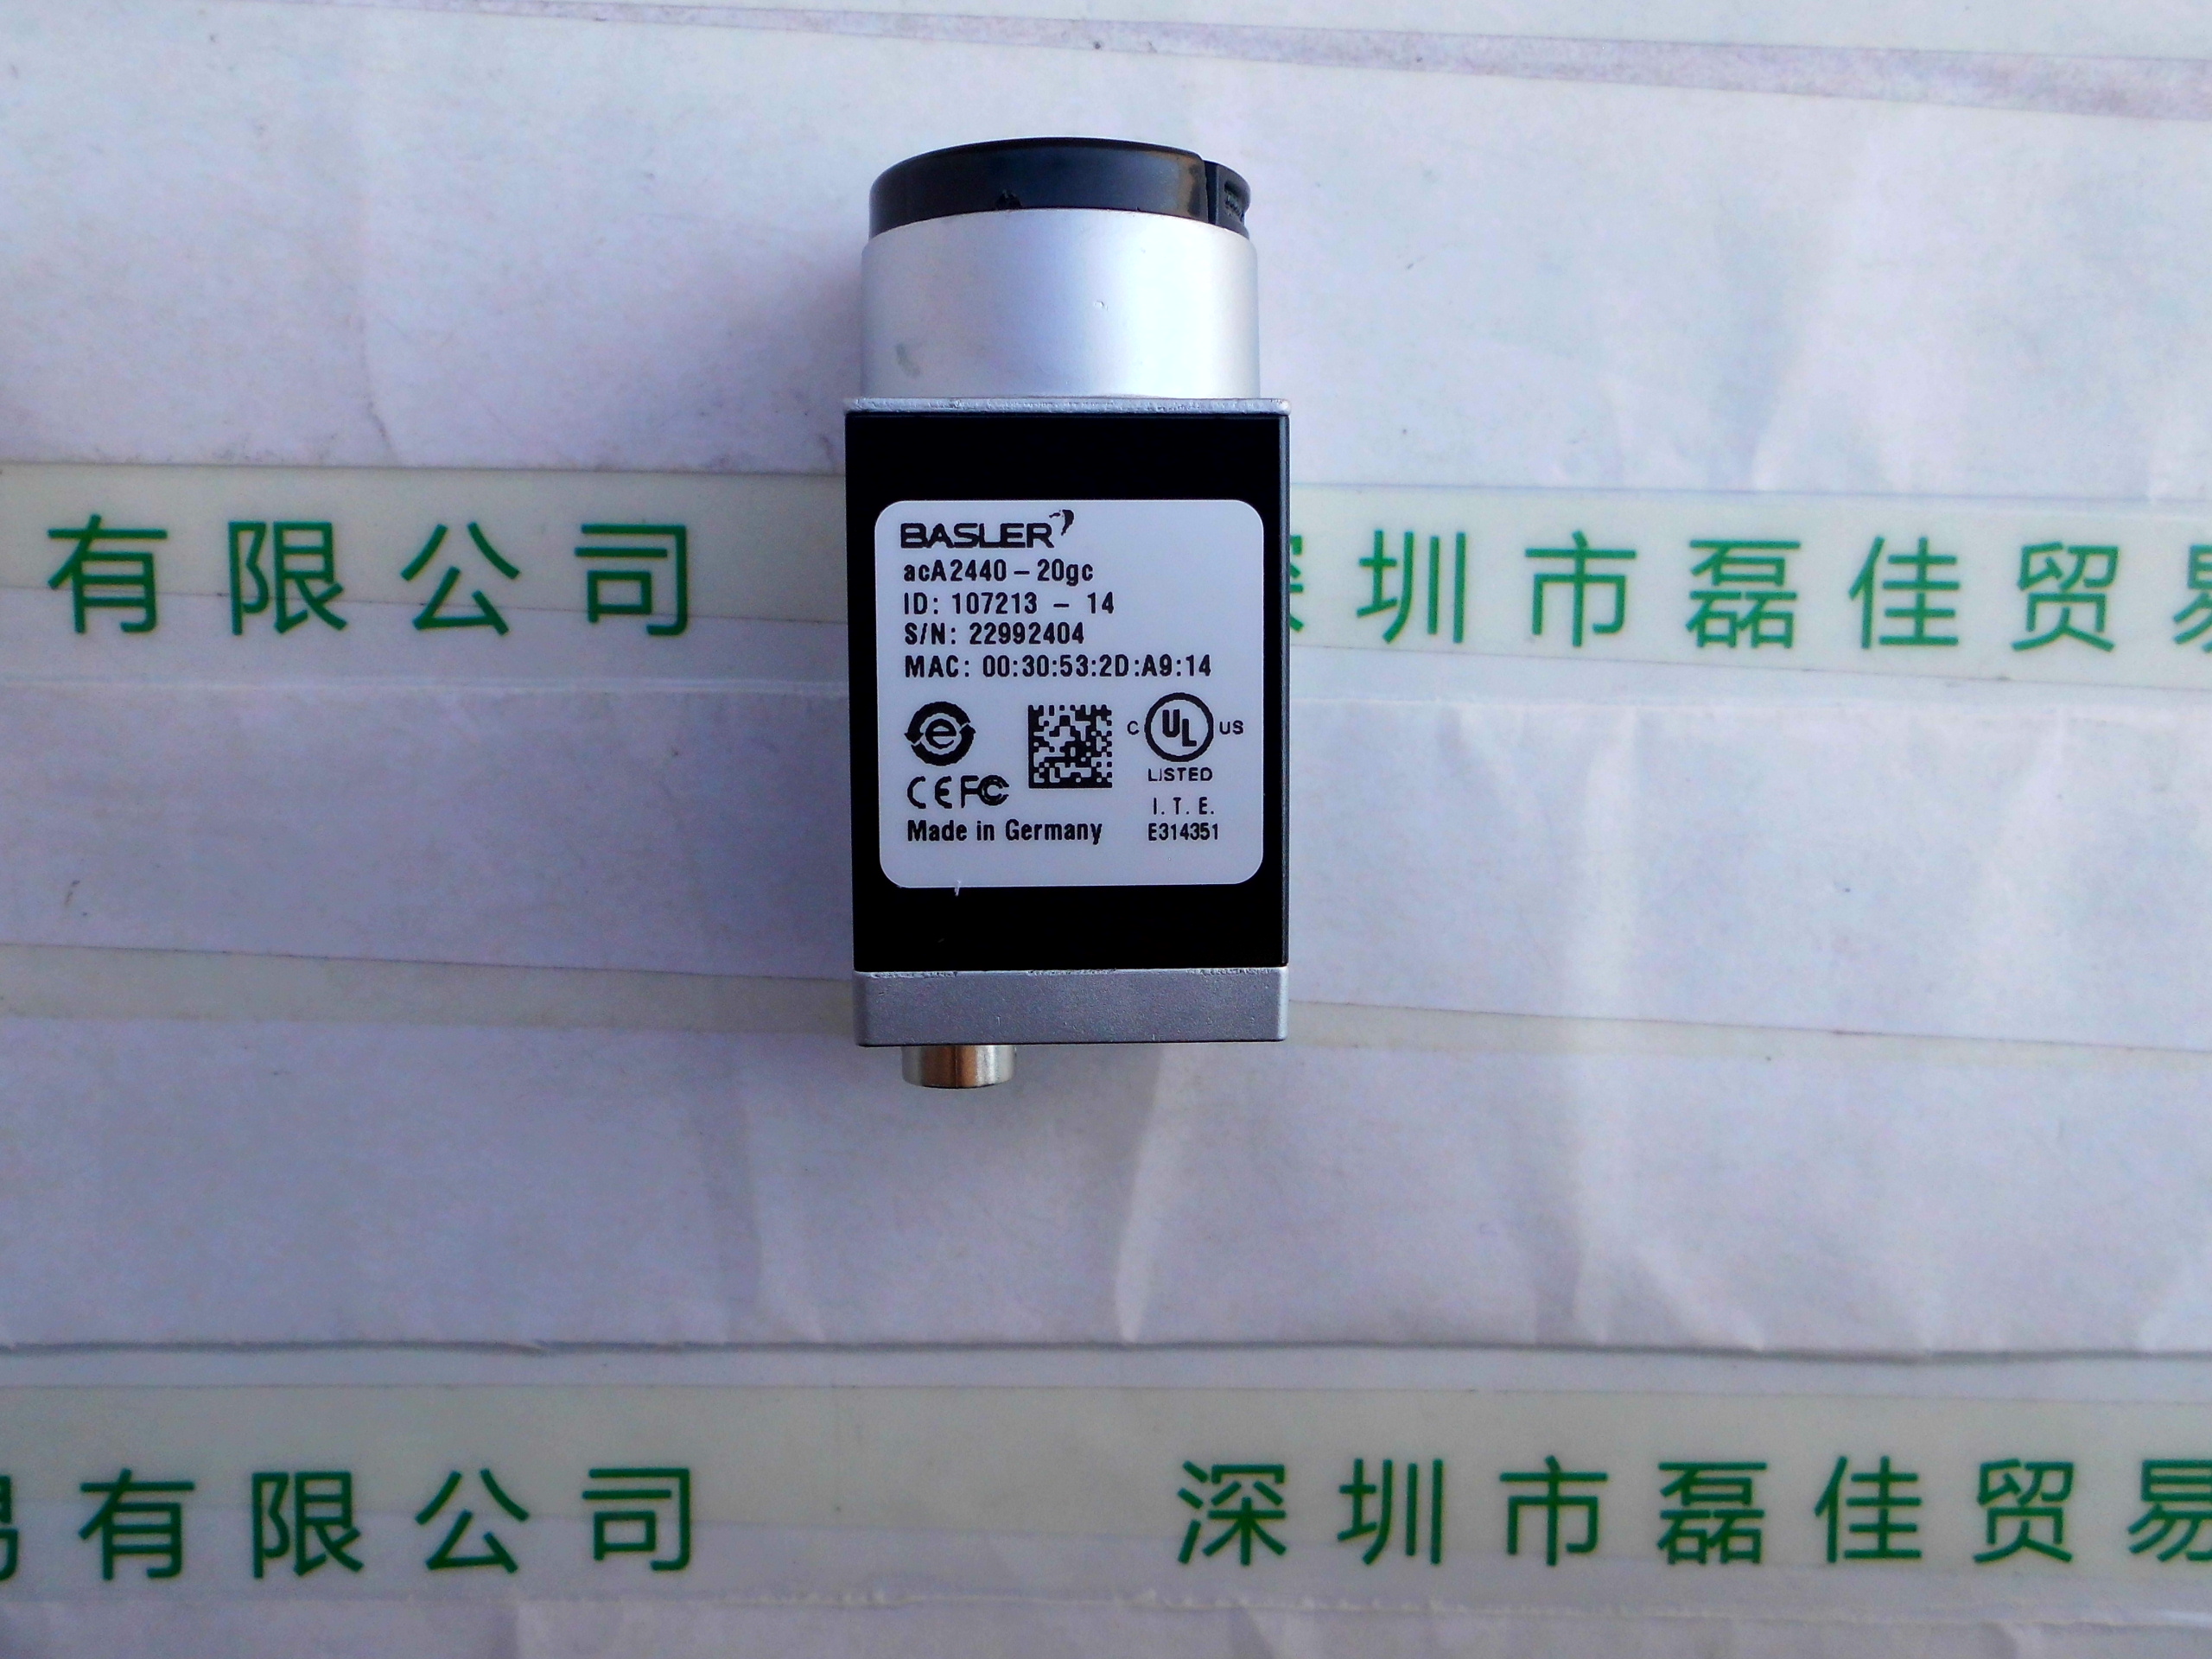 BASLER
acA2440-20gc
ID: 107213 - 14
S/N: 22992404
MAC: 00:30:53:2D:A9:14
C UL US
LISTED
CE FC
I. T. E.
Made in Germany
E314351
有限公司
深圳市磊佳贸易
易有限公司
深圳市磊佳贸易